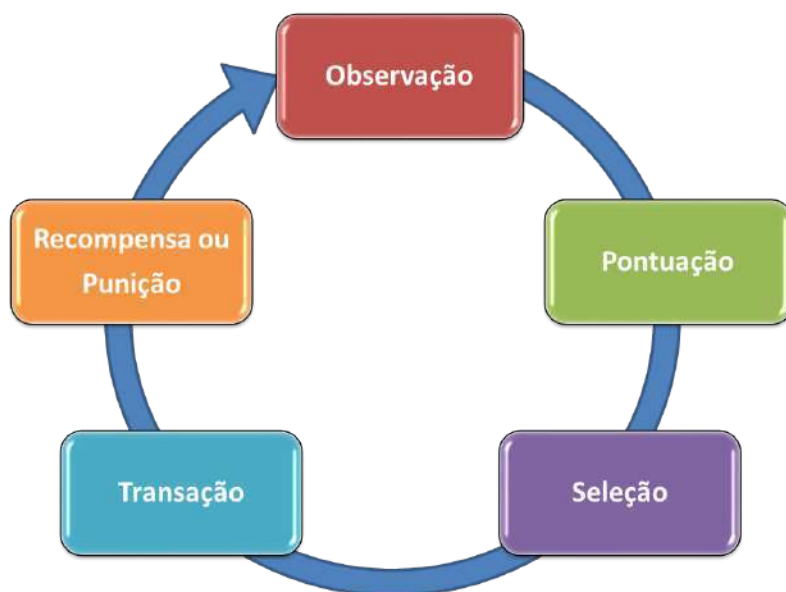 Observação
Pontuação
Seleção
Transação
Recompensa ou
Punição